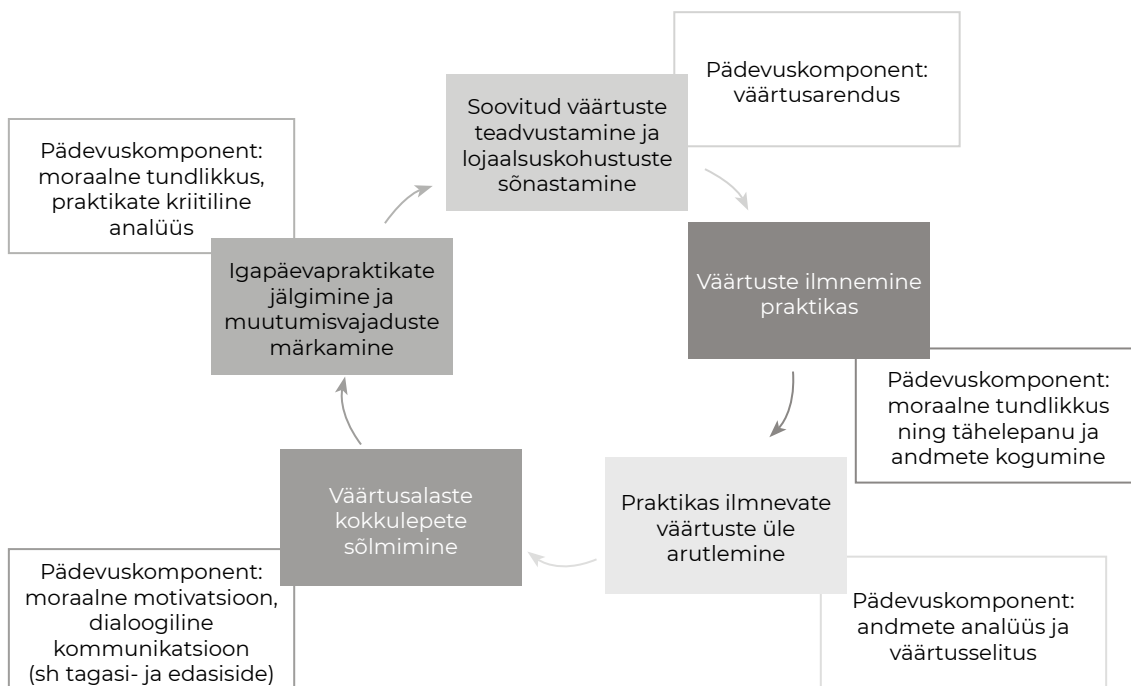 Pädevuskomponent:
väärtusarendus
Soovitud väärtuste
teadvustamine ja
lojaalsuskohustuste
sõnastamine
Pädevuskomponent:
moraalne tundlikkus,
praktikate kriitiline
analüüs
Igapäevapraktikate
jälgimine ja
muutumisvajaduste
märkamine
Väärtuste ilmnemine
praktikas
Pädevuskomponent:
moraalne tundlikkus
ning tähelepanu ja
andmete kogumine
Praktikas ilmnevate
väärtuste üle
arutlemine
Väärtusalaste
kokkulepete
sõlmimine
Pädevuskomponent:
moraalne motivatsioon,
dialoogiline
kommunikatsioon
(sh tagasi- ja edasiside)
Pädevuskomponent:
andmete analüüs ja
väärtusselitus